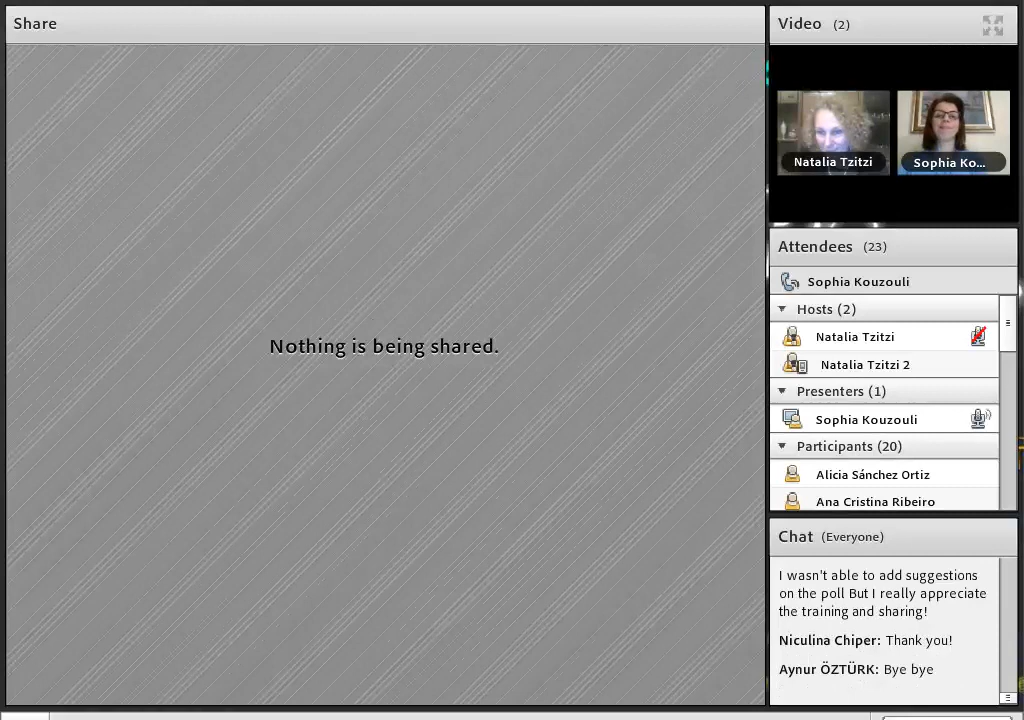 Share
Nothing is being shared.
Video (2)
Natalia Tzitzi
Sophia Ko...
Attendees (23)
Sophia Kouzouli
Hosts (2)
Natalia Tzitzi
Natalia Tzitzi 2
Presenters (1)
Sophia Kouzouli
Participants (20)
Alicia Sánchez Ortiz
Ana Cristina Ribeiro
Chat (Everyone)
I wasn't able to add suggestions
on the poll But I really appreciate
the training and sharing!
Niculina Chiper: Thank you!
Aynur ÖZTÜRK: Bye bye